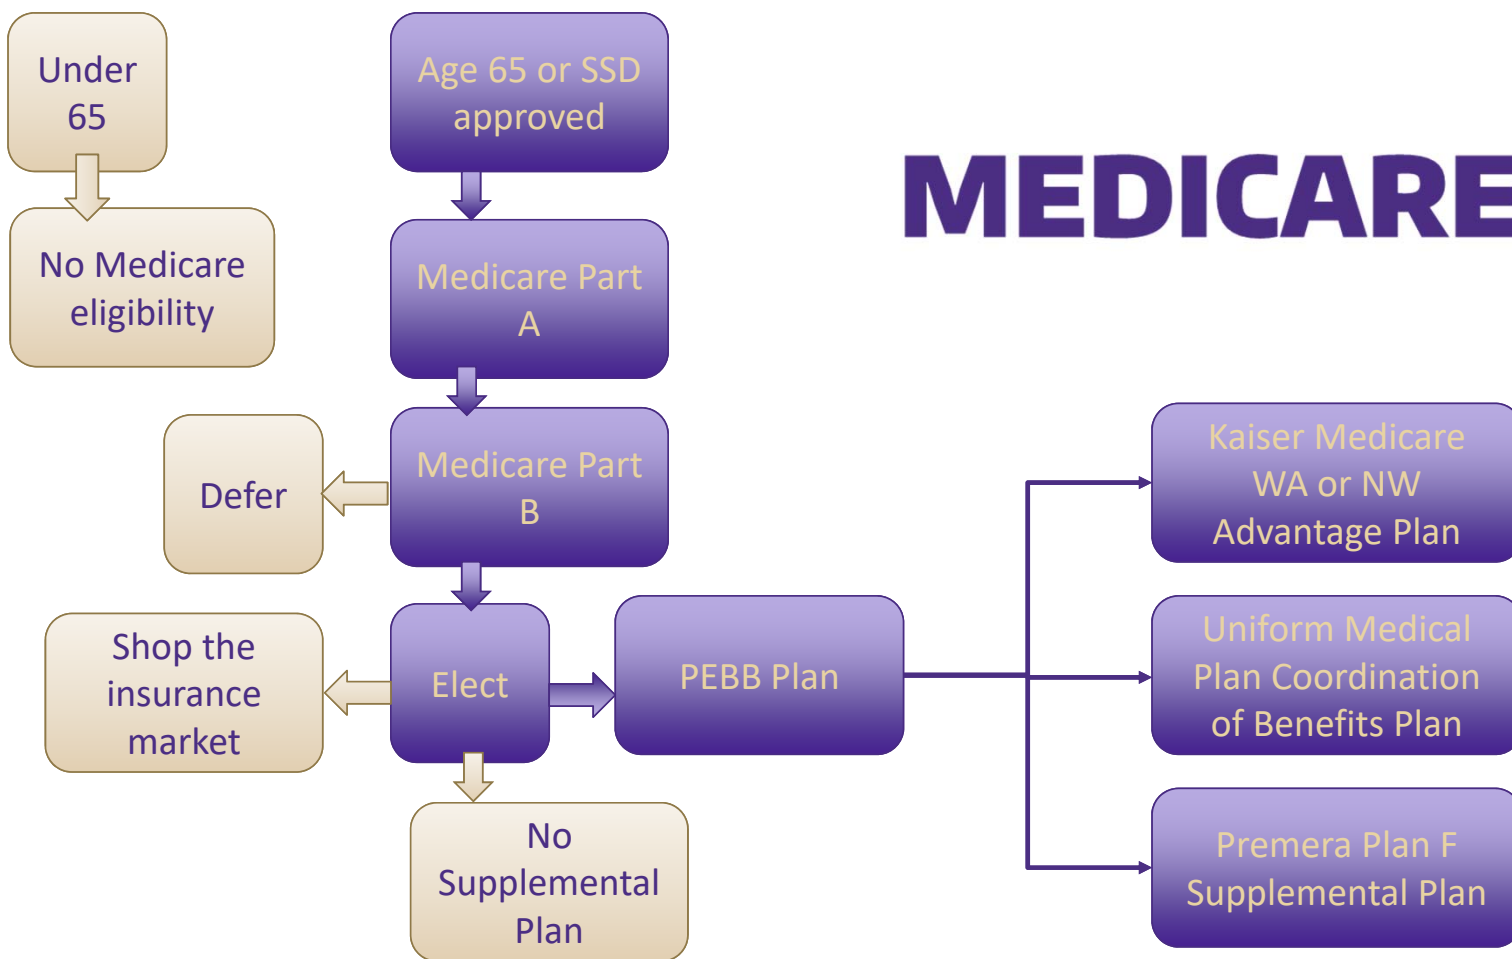 Under
65
No Medicare
eligibility
Age 65 or SSD
approved
MEDICARE
Medicare Part
A
Medicare Part
B
Defer
Elect
Shop the
insurance
market
No
Supplemental
Plan
PEBB Plan
Kaiser Medicare
WA or NW
Advantage Plan
Uniform Medical
Plan Coordination
of Benefits Plan
Premera Plan F
Supplemental Plan